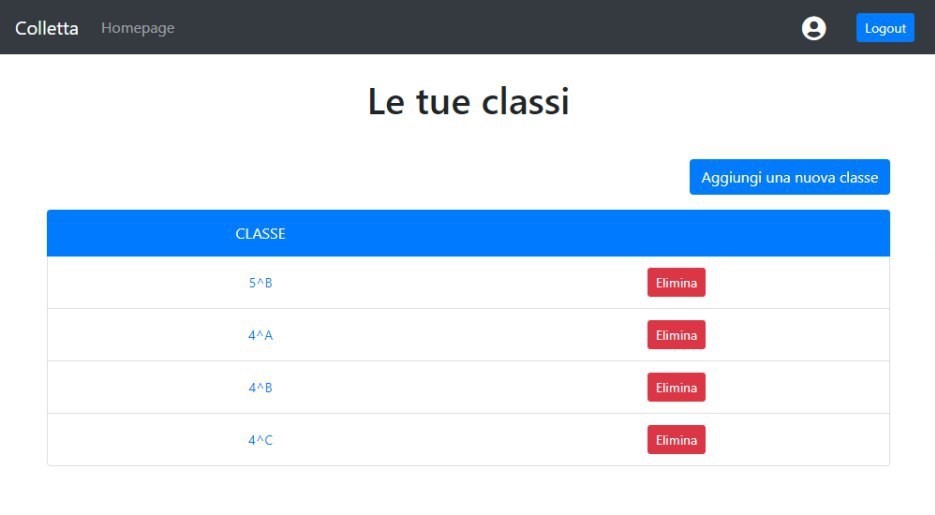 Colletta Homepage Logout
Le tue classi
Aggiungi una nuova classe
CLASSE
5^B Elimina
4^A Elimina
4^B Elimina
4^C Elimina